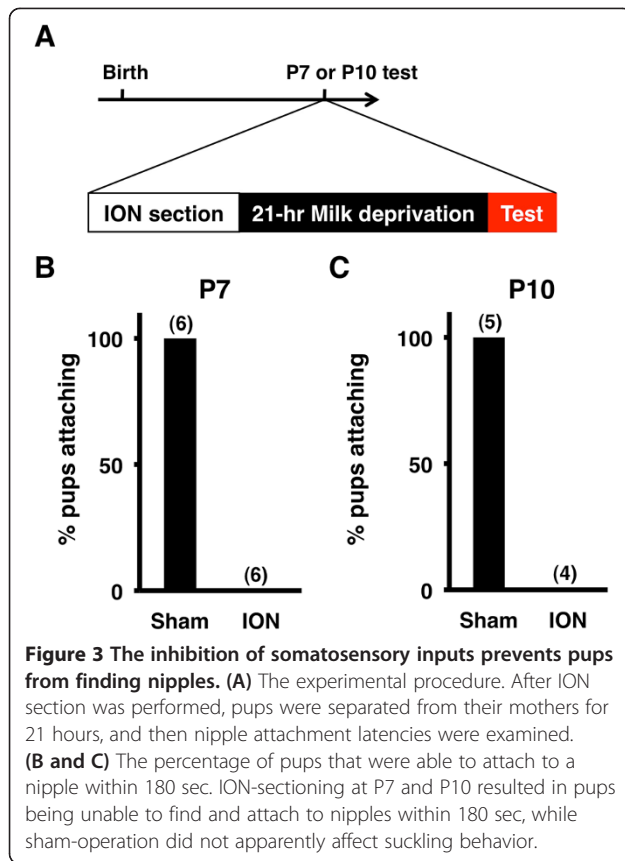 A
Birth
P7 or P10 test
ION section
21-hr Milk deprivation
Test
B
P7
(6)
100
50
0
% pups attaching
(6)
Sham
ION
C
P10
(5)
100
50
0
% pups attaching
(4)
Sham
ION
Figure 3 The inhibition of somatosensory inputs prevents pups
from finding nipples. (A) The experimental procedure. After ION
section was performed, pups were separated from their mothers for
21 hours, and then nipple attachment latencies were examined.
(B and C) The percentage of pups that were able to attach to a
nipple within 180 sec. ION-sectioning at P7 and P10 resulted in pups
being unable to find and attach to nipples within 180 sec, while
sham-operation did not apparently affect suckling behavior.